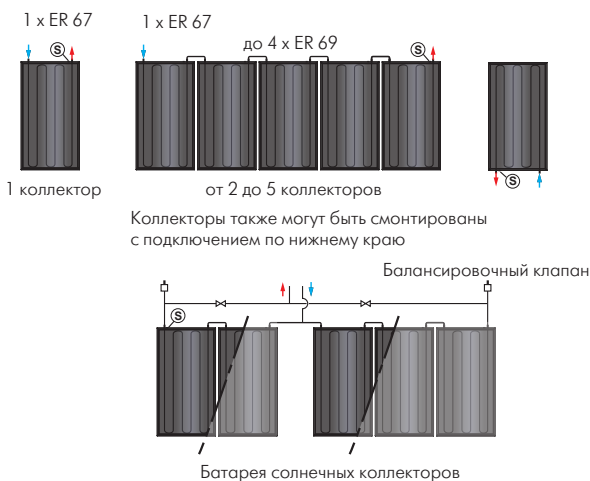 1 x ER 67
1 x ER 67
до 4 x ER 69
S
S
S
1 коллектор
от 2 до 5 коллекторов
Коллекторы также могут быть смонтированы
с подключением по нижнему краю
Балансировочный клапан
S
Батарея солнечных коллекторов